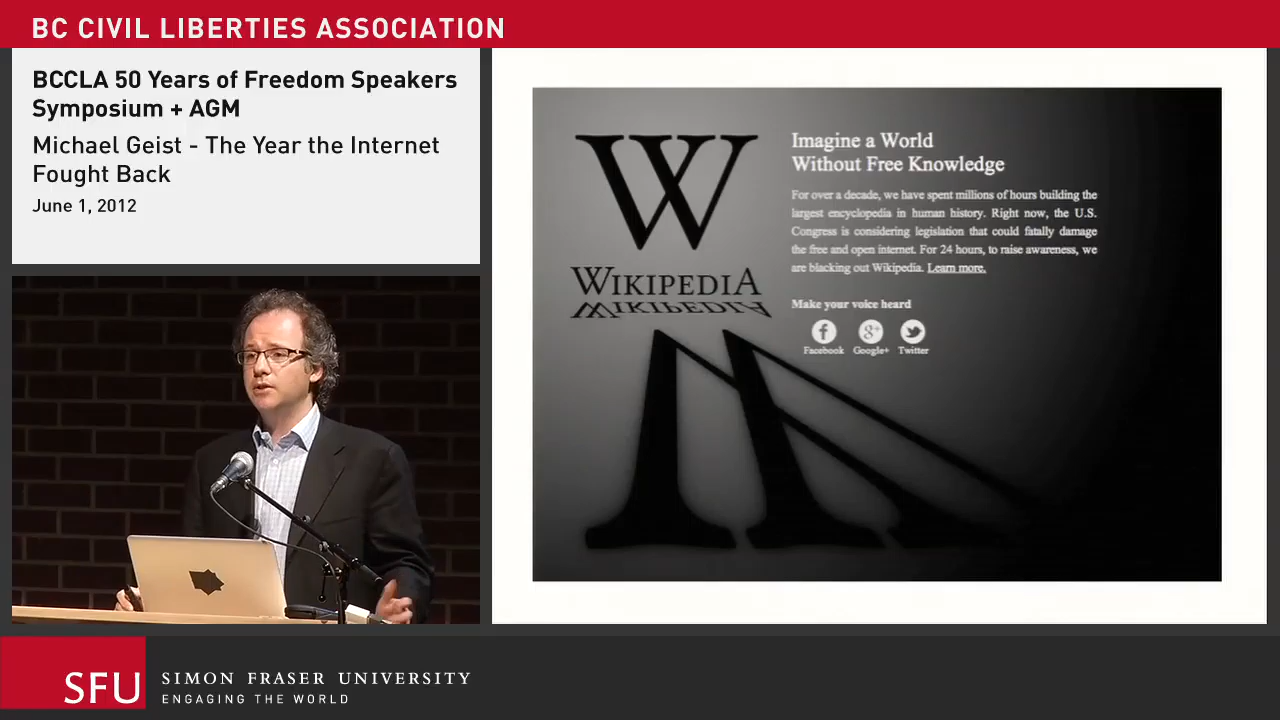 BC CIVIL LIBERTIES ASSOCIATION
BCCLA 50 Years of Freedom Speakers
Symposium + AGM
Michael Geist - The Year the Internet
Fought Back
June 1, 2012
W
WIKIPEDIA
WIKIPEDIA
Imagine a World
Without Free Knowledge
For over a decade, we have spent millions of hours building the
largest encyclopedia in human history. Right now, the U.S.
Congress is considering legislation that could fatally damage
the free and open internet. For 24 hours, to raise awareness, we
are blacking out Wikipedia. Learn more.
Make your voice heard
Facebook Google+ Twitter
SFU
SIMON FRASER UNIVERSITY
ENGAGING THE WORLD